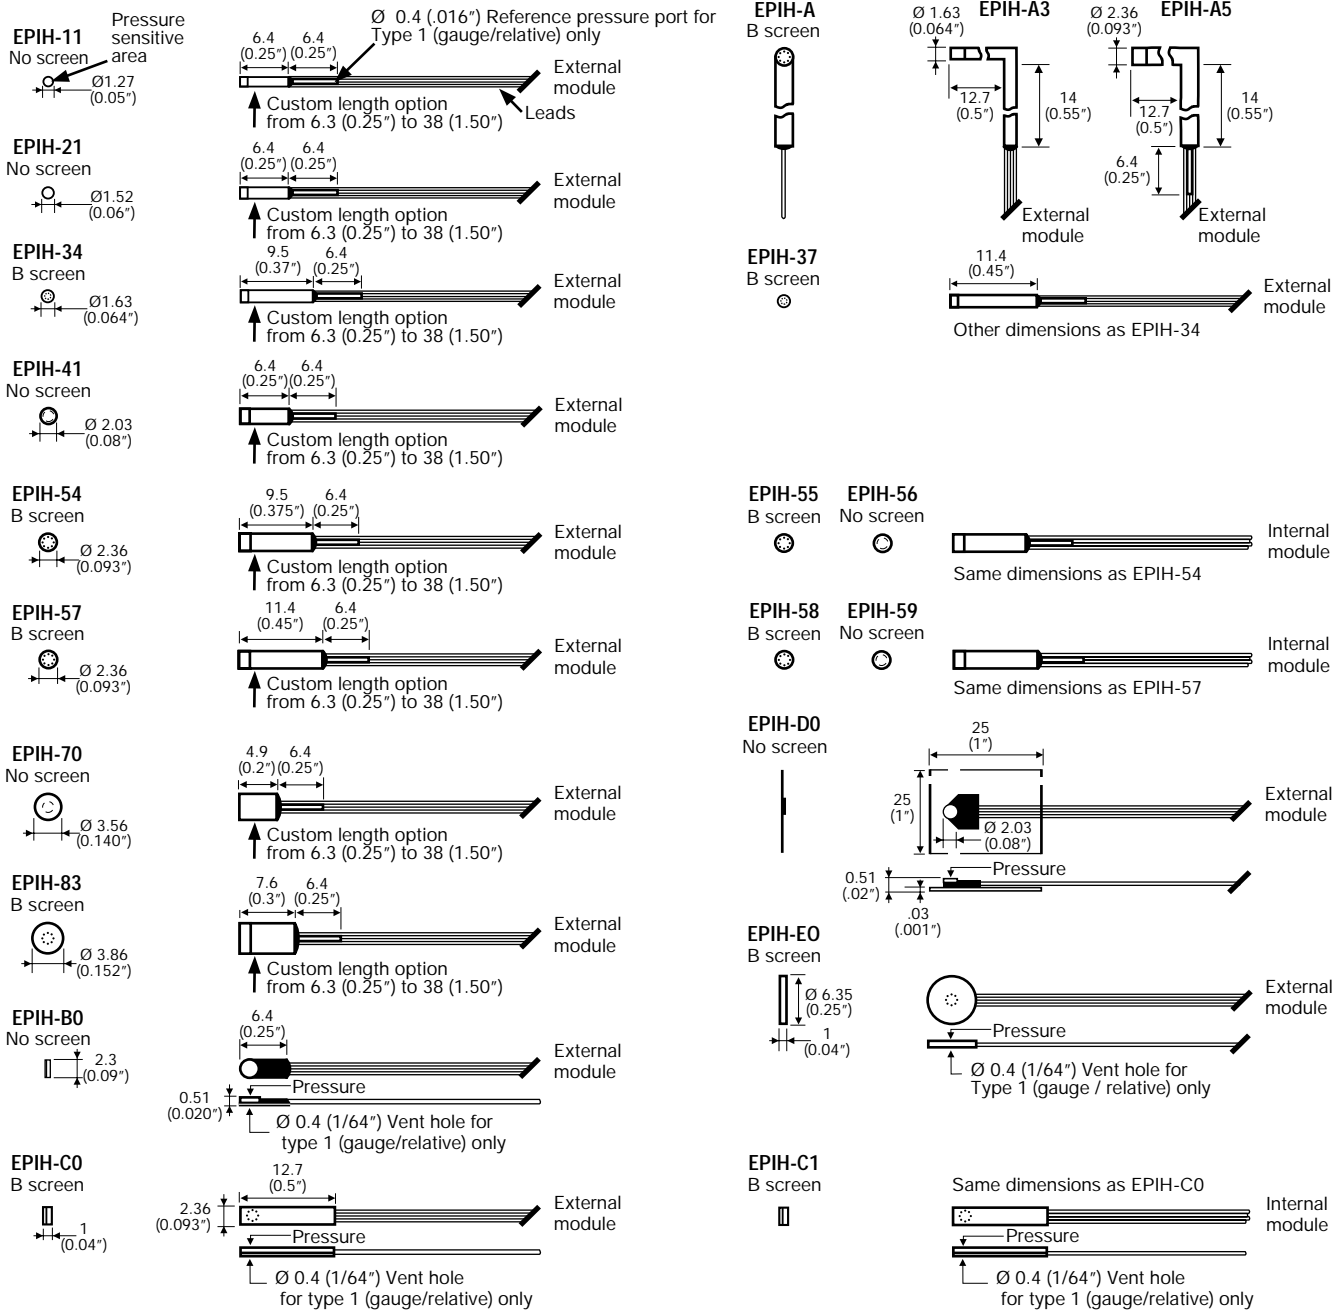 EPIH-11
No screen
Pressure
sensitive
area
Ø1.27
(0.05″)
6.4
(0.25″)
6.4
(0.25″)
Ø 0.4 (.016″) Reference pressure port for
Type 1 (gauge/relative) only
External
module
Leads
Custom length option
from 6.3 (0.25″) to 38 (1.50″)
EPIH-21
No screen
Ø1.52
(0.06″)
6.4
(0.25″)
6.4
(0.25″)
External
module
Custom length option
from 6.3 (0.25″) to 38 (1.50″)
EPIH-34
B screen
Ø1.63
(0.064″)
9.5
(0.37″)
6.4
(0.25″)
External
module
Custom length option
from 6.3 (0.25″) to 38 (1.50″)
EPIH-41
No screen
Ø 2.03
(0.08″)
6.4
(0.25″)
6.4
(0.25″)
External
module
Custom length option
from 6.3 (0.25″) to 38 (1.50″)
EPIH-54
B screen
Ø 2.36
(0.093″)
9.5
(0.375″)
6.4
(0.25″)
External
module
Custom length option
from 6.3 (0.25″) to 38 (1.50″)
EPIH-57
B screen
Ø 2.36
(0.093″)
11.4
(0.45″)
6.4
(0.25″)
External
module
Custom length option
from 6.3 (0.25″) to 38 (1.50″)
EPIH-70
No screen
Ø 3.56
(0.140″)
4.9
(0.2″)
6.4
(0.25″)
External
module
Custom length option
from 6.3 (0.25″) to 38 (1.50″)
EPIH-83
B screen
Ø 3.86
(0.152″)
7.6
(0.3″)
6.4
(0.25″)
External
module
Custom length option
from 6.3 (0.25″) to 38 (1.50″)
EPIH-B0
No screen
2.3
(0.09″)
6.4
(0.25″)
External
module
Pressure
0.51
(0.020″)
Ø 0.4 (1/64″) Vent hole for
type 1 (gauge/relative) only
EPIH-C0
B screen
1
(0.04″)
12.7
(0.5″)
2.36
(0.093″)
External
module
Pressure
Ø 0.4 (1/64″) Vent hole
for type 1 (gauge/relative) only
EPIH-A
B screen
Ø 1.63
(0.064″)
EPIH-A3
12.7
(0.5″)
14
(0.55″)
External
module
Ø 2.36
(0.093″)
EPIH-A5
12.7
(0.5″)
14
(0.55″)
6.4
(0.25″)
External
module
EPIH-37
B screen
11.4
(0.45″)
External
module
Other dimensions as EPIH-34
EPIH-55
B screen
EPIH-56
No screen
Internal
module
Same dimensions as EPIH-54
EPIH-58
B screen
EPIH-59
No screen
Internal
module
Same dimensions as EPIH-57
EPIH-D0
No screen
25
(1″)
25
(1″)
Ø 2.03
(0.08″)
External
module
Pressure
0.51
(.02″)
.03
(.001″)
EPIH-EO
B screen
Ø 6.35
(0.25″)
1
(0.04″)
External
module
Pressure
Ø 0.4 (1/64″) Vent hole for
Type 1 (gauge / relative) only
EPIH-C1
B screen
Same dimensions as EPIH-C0
Internal
module
Pressure
Ø 0.4 (1/64″) Vent hole
for type 1 (gauge/relative) only